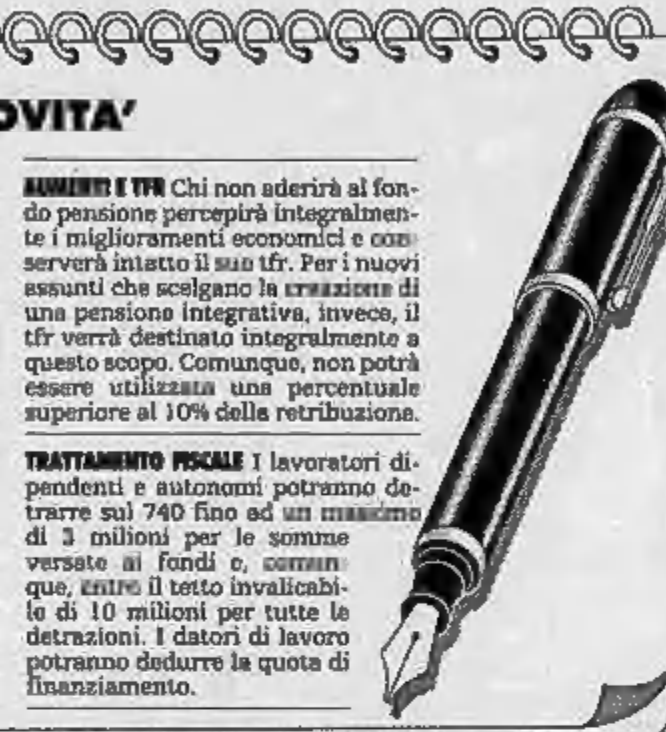 OVITA'
AUMENTI E TFR Chi non aderirà al fon-
do pensione percepirà integralmen-
te i miglioramenti economici e con-
serverà intatto il suo tfr. Per i nuovi
assunti che scelgano la creazione di
una pensione integrativa, invece, il
tfr verrà destinato integralmente a
questo scopo. Comunque, non potrà
essere utilizzata una percentuale
superiore al 10% della retribuzione.
TRATTAMENTO FISCALE I lavoratori di-
pendenti e autonomi potranno de-
trarre sul 740 fino ad un massimo
di 3 milioni per le somme
versate ai fondi e, comun-
que, entro il tetto invalicabi-
le di 10 milioni per tutte le
detrazioni. I datori di lavoro
potranno dedurre la quota di
finanziamento.